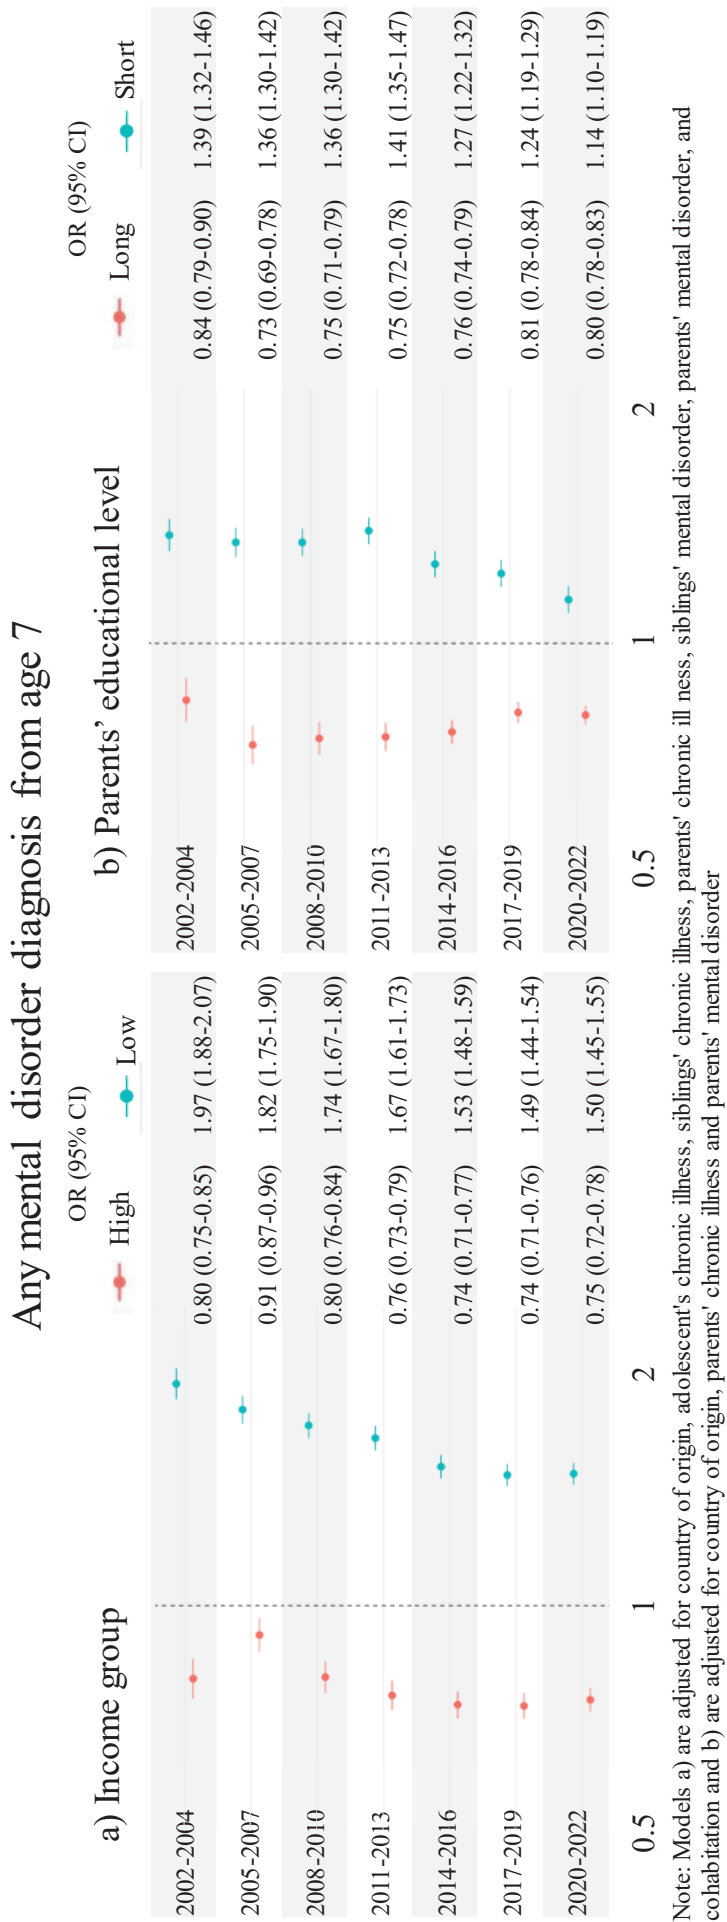 Any mental disorder diagnosis from age 7
a) Income group
OR (95% CI)
High Low
2002-2004 0.80 (0.75-0.85) 1.97 (1.88-2.07)
2005-2007 0.91 (0.87-0.96) 1.82 (1.75-1.90)
2008-2010 0.80 (0.76-0.84) 1.74 (1.67-1.80)
2011-2013 0.76 (0.73-0.79) 1.67 (1.61-1.73)
2014-2016 0.74 (0.71-0.77) 1.53 (1.48-1.59)
2017-2019 0.74 (0.71-0.76) 1.49 (1.44-1.54)
2020-2022 0.75 (0.72-0.78) 1.50 (1.45-1.55)
0.5 1 2
b) Parents’ educational level
OR (95% CI)
Long Short
2002-2004 0.84 (0.79-0.90) 1.39 (1.32-1.46)
2005-2007 0.73 (0.69-0.78) 1.36 (1.30-1.42)
2008-2010 0.75 (0.71-0.79) 1.36 (1.30-1.42)
2011-2013 0.75 (0.72-0.78) 1.41 (1.35-1.47)
2014-2016 0.76 (0.74-0.79) 1.27 (1.22-1.32)
2017-2019 0.81 (0.78-0.84) 1.24 (1.19-1.29)
2020-2022 0.80 (0.78-0.83) 1.14 (1.10-1.19)
0.5 1 2
Note: Models a) are adjusted for country of origin, adolescent's chronic illness, siblings' chronic illness, parents' chronic ill ness, siblings' mental disorder, parents' mental disorder, and
cohabitation and b) are adjusted for country of origin, parents' chronic illness and parents' mental disorder